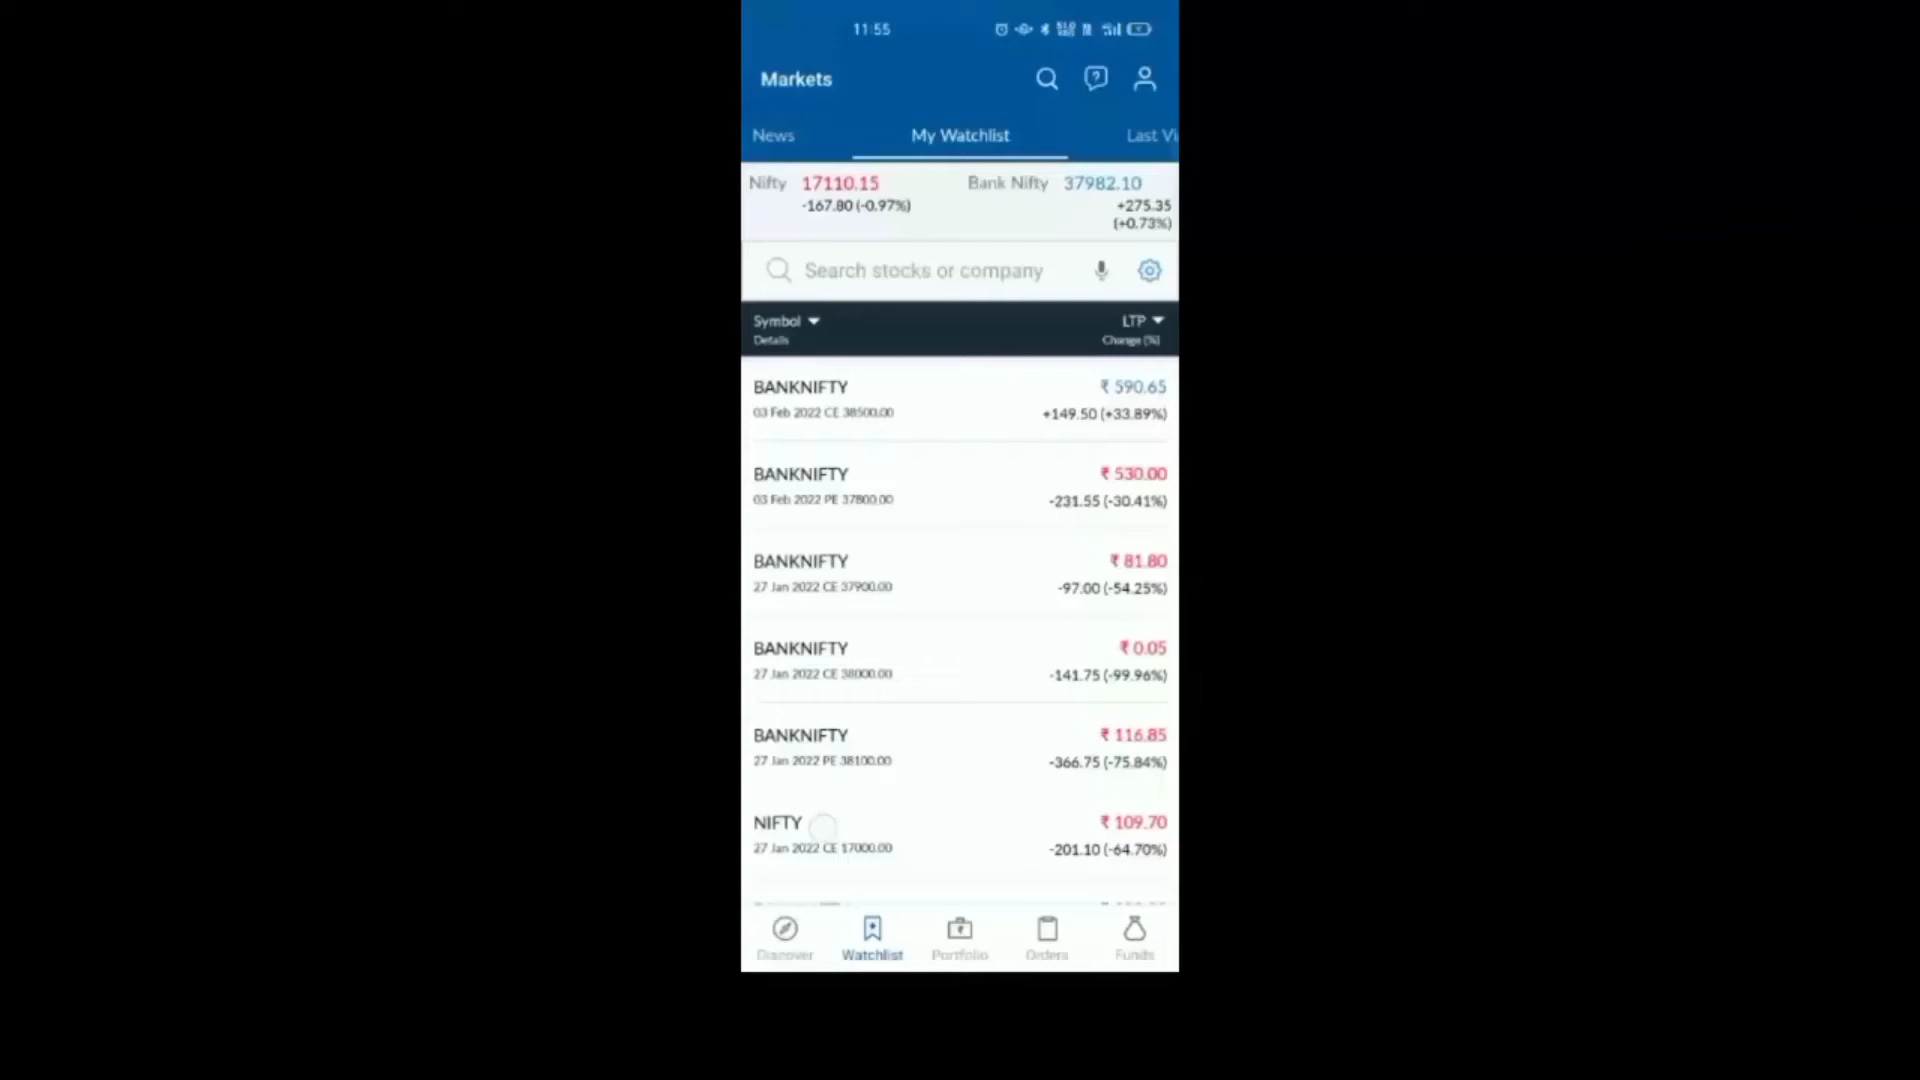 11:55
Markets
News My Watchlist Last Vi
Nifty 17110.15 Bank Nifty 37982.10
-167.80 (-0.97%) +275.35
(+0.73%)
Search stocks or company
Symbol LTP
Details Change (%)
BANKNIFTY ₹ 590.65
03 Feb 2022 CE 38500.00 +149.50 (+33.89%)
BANKNIFTY ₹ 530.00
03 Feb 2022 PE 37800.00 -231.55 (-30.41%)
BANKNIFTY ₹ 81.80
27 Jan 2022 CE 37900.00 -97.00 (-54.25%)
BANKNIFTY ₹ 0.05
27 Jan 2022 CE 38000.00 -141.75 (-99.96%)
BANKNIFTY ₹ 116.85
27 Jan 2022 PE 38100.00 -366.75 (-75.84%)
NIFTY ₹ 109.70
27 Jan 2022 CE 17000.00 -201.10 (-64.70%)
Discover Watchlist Portfolio Orders Funds